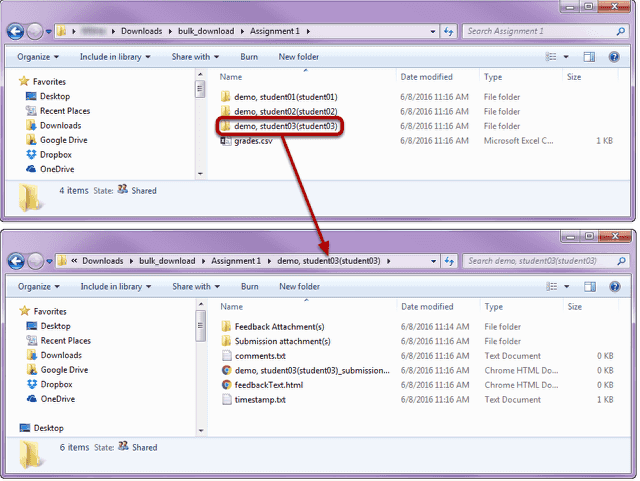 Downloads ▸ bulk_download ▸ Assignment 1 ▸
Search Assignment 1
Organize ▾ Include in library ▾ Share with ▾ Burn New folder
Name Date modified Type Size
Favorites
Desktop
Recent Places
Downloads
Google Drive
Dropbox
OneDrive
demo, student01(student01) 6/8/2016 11:16 AM File folder
demo, student02(student02) 6/8/2016 11:16 AM File folder
demo, student03(student03) 6/8/2016 11:16 AM File folder
grades.csv 6/8/2016 11:16 AM Microsoft Excel C... 1 KB
4 items State: Shared
« Downloads ▸ bulk_download ▸ Assignment 1 ▸ demo, student03(student03) ▸
Search demo, student03(student03)
Organize ▾ Include in library ▾ Share with ▾ Burn New folder
Name Date modified Type Size
Favorites
Desktop
Recent Places
Downloads
Google Drive
Dropbox
OneDrive
Desktop
Feedback Attachment(s) 6/8/2016 11:14 AM File folder
Submission attachment(s) 6/8/2016 11:16 AM File folder
comments.txt 6/8/2016 11:16 AM Text Document 0 KB
demo, student03(student03)_submission... 6/8/2016 11:16 AM Chrome HTML Do... 0 KB
feedbackText.html 6/8/2016 11:16 AM Chrome HTML Do... 0 KB
timestamp.txt 6/8/2016 11:16 AM Text Document 1 KB
6 items State: Shared